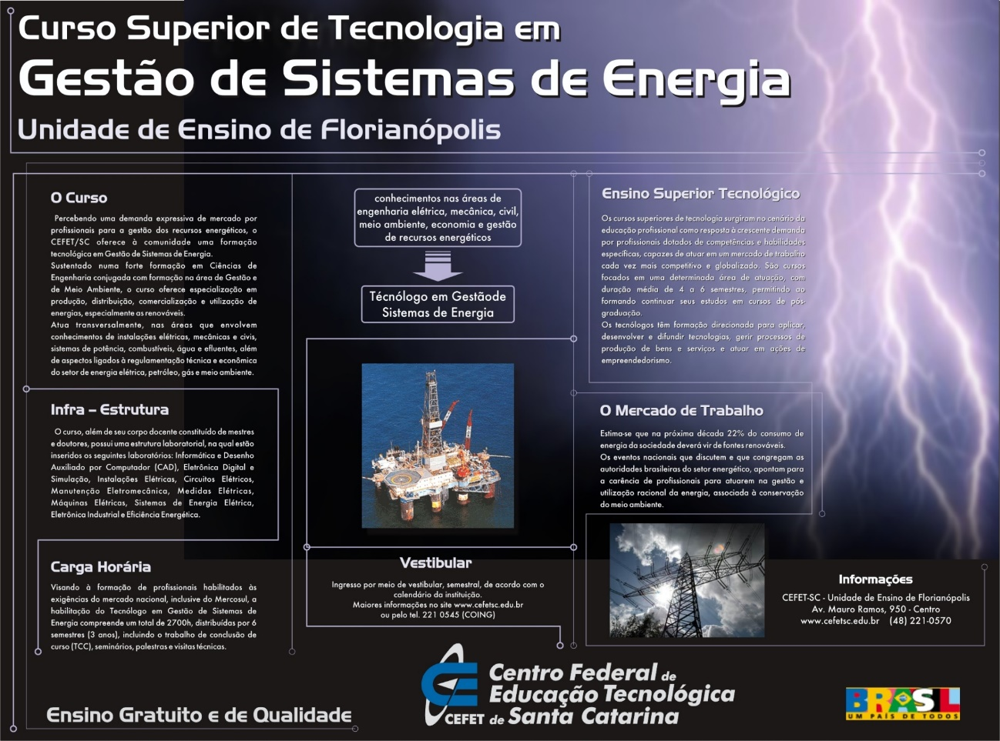 Curso Superior de Tecnologia em
Gestão de Sistemas de Energia
Unidade de Ensino de Florianópolis
O Curso
Percebendo uma demanda expressiva de mercado por
profissionais para a gestão dos recursos energéticos, o
CEFET/SC oferece à comunidade uma formação
tecnológica em Gestão de Sistemas de Energia.
Sustentado numa forte formação em Ciências de
Engenharia conjugada com formação na área de Gestão e
de Meio Ambiente, o curso oferece especialização em
produção, distribuição, comercialização e utilização de
energias, especialmente as renováveis.
Atua transversalmente, nas áreas que envolvem
conhecimentos de instalações elétricas, mecânicas e civis,
sistemas de potência, combustíveis, água e efluentes, além
de aspectos ligados à regulamentação técnica e econômica
do setor de energia elétrica, petróleo, gás e meio ambiente.
Infra - Estrutura
O curso, além de seu corpo docente constituído de mestres
e doutores, possui uma estrutura laboratorial, na qual estão
inseridos os seguintes laboratórios: Informática e Desenho
Auxiliado por Computador (CAD), Eletrônica Digital e
Simulação, Instalações Elétricas, Circuitos Elétricos,
Manutenção Eletromecânica, Medidas Elétricas,
Máquinas Elétricas, Sistemas de Energia Elétrica,
Eletrônica Industrial e Eficiência Energética.
Carga Horária
Visando à formação de profissionais habilitados às
exigências do mercado nacional, inclusive do Mercosul, a
habilitação do Tecnólogo em Gestão de Sistemas de
Energia compreende um total de 2700h, distribuídas por 6
semestres (3 anos), incluindo o trabalho de conclusão de
curso (TCC), seminários, palestras e visitas técnicas.
Ensino Gratuito e de Qualidade
conhecimentos nas áreas de
engenharia elétrica, mecânica, civil,
meio ambiente, economia e gestão
de recursos energéticos
Técnólogo em Gestãode
Sistemas de Energia
Vestibular
Ingresso por meio de vestibular, semestral, de acordo com o
calendário da instituição.
Maiores informações no site www.cefetsc.edu.br
ou pelo tel. 221 0545 (COING)
Ensino Superior Tecnológico
Os cursos superiores de tecnologia surgiram no cenário da
educação profissional como resposta à crescente demanda
por profissionais dotados de competências e habilidades
específicas, capazes de atuar em um mercado de trabalho
cada vez mais competitivo e globalizado. São cursos
focados em uma determinada área de atuação, com
duração média de 4 a 6 semestres, permitindo ao
formando continuar seus estudos em cursos de pós-
graduação.
Os tecnólogos têm formação direcionada para aplicar,
desenvolver e difundir tecnologias, gerir processos de
produção de bens e serviços e atuar em ações de
empreendedorismo.
O Mercado de Trabalho
Estima-se que na próxima década 22% do consumo de
energia da sociedade deverá vir de fontes renováveis.
Os eventos nacionais que discutem e que congregam as
autoridades brasileiras do setor energético, apontam para
a carência de profissionais para atuarem na gestão e
utilização racional da energia, associada à conservação
do meio ambiente.
Informações
CEFET-SC - Unidade de Ensino de Florianópolis
Av. Mauro Ramos, 950 - Centro
www.cefetsc.edu.br (48) 221-0570
Centro Federal de
Educação Tecnológica
CEFET de Santa Catarina
BRASIL
UM PAÍS DE TODOS